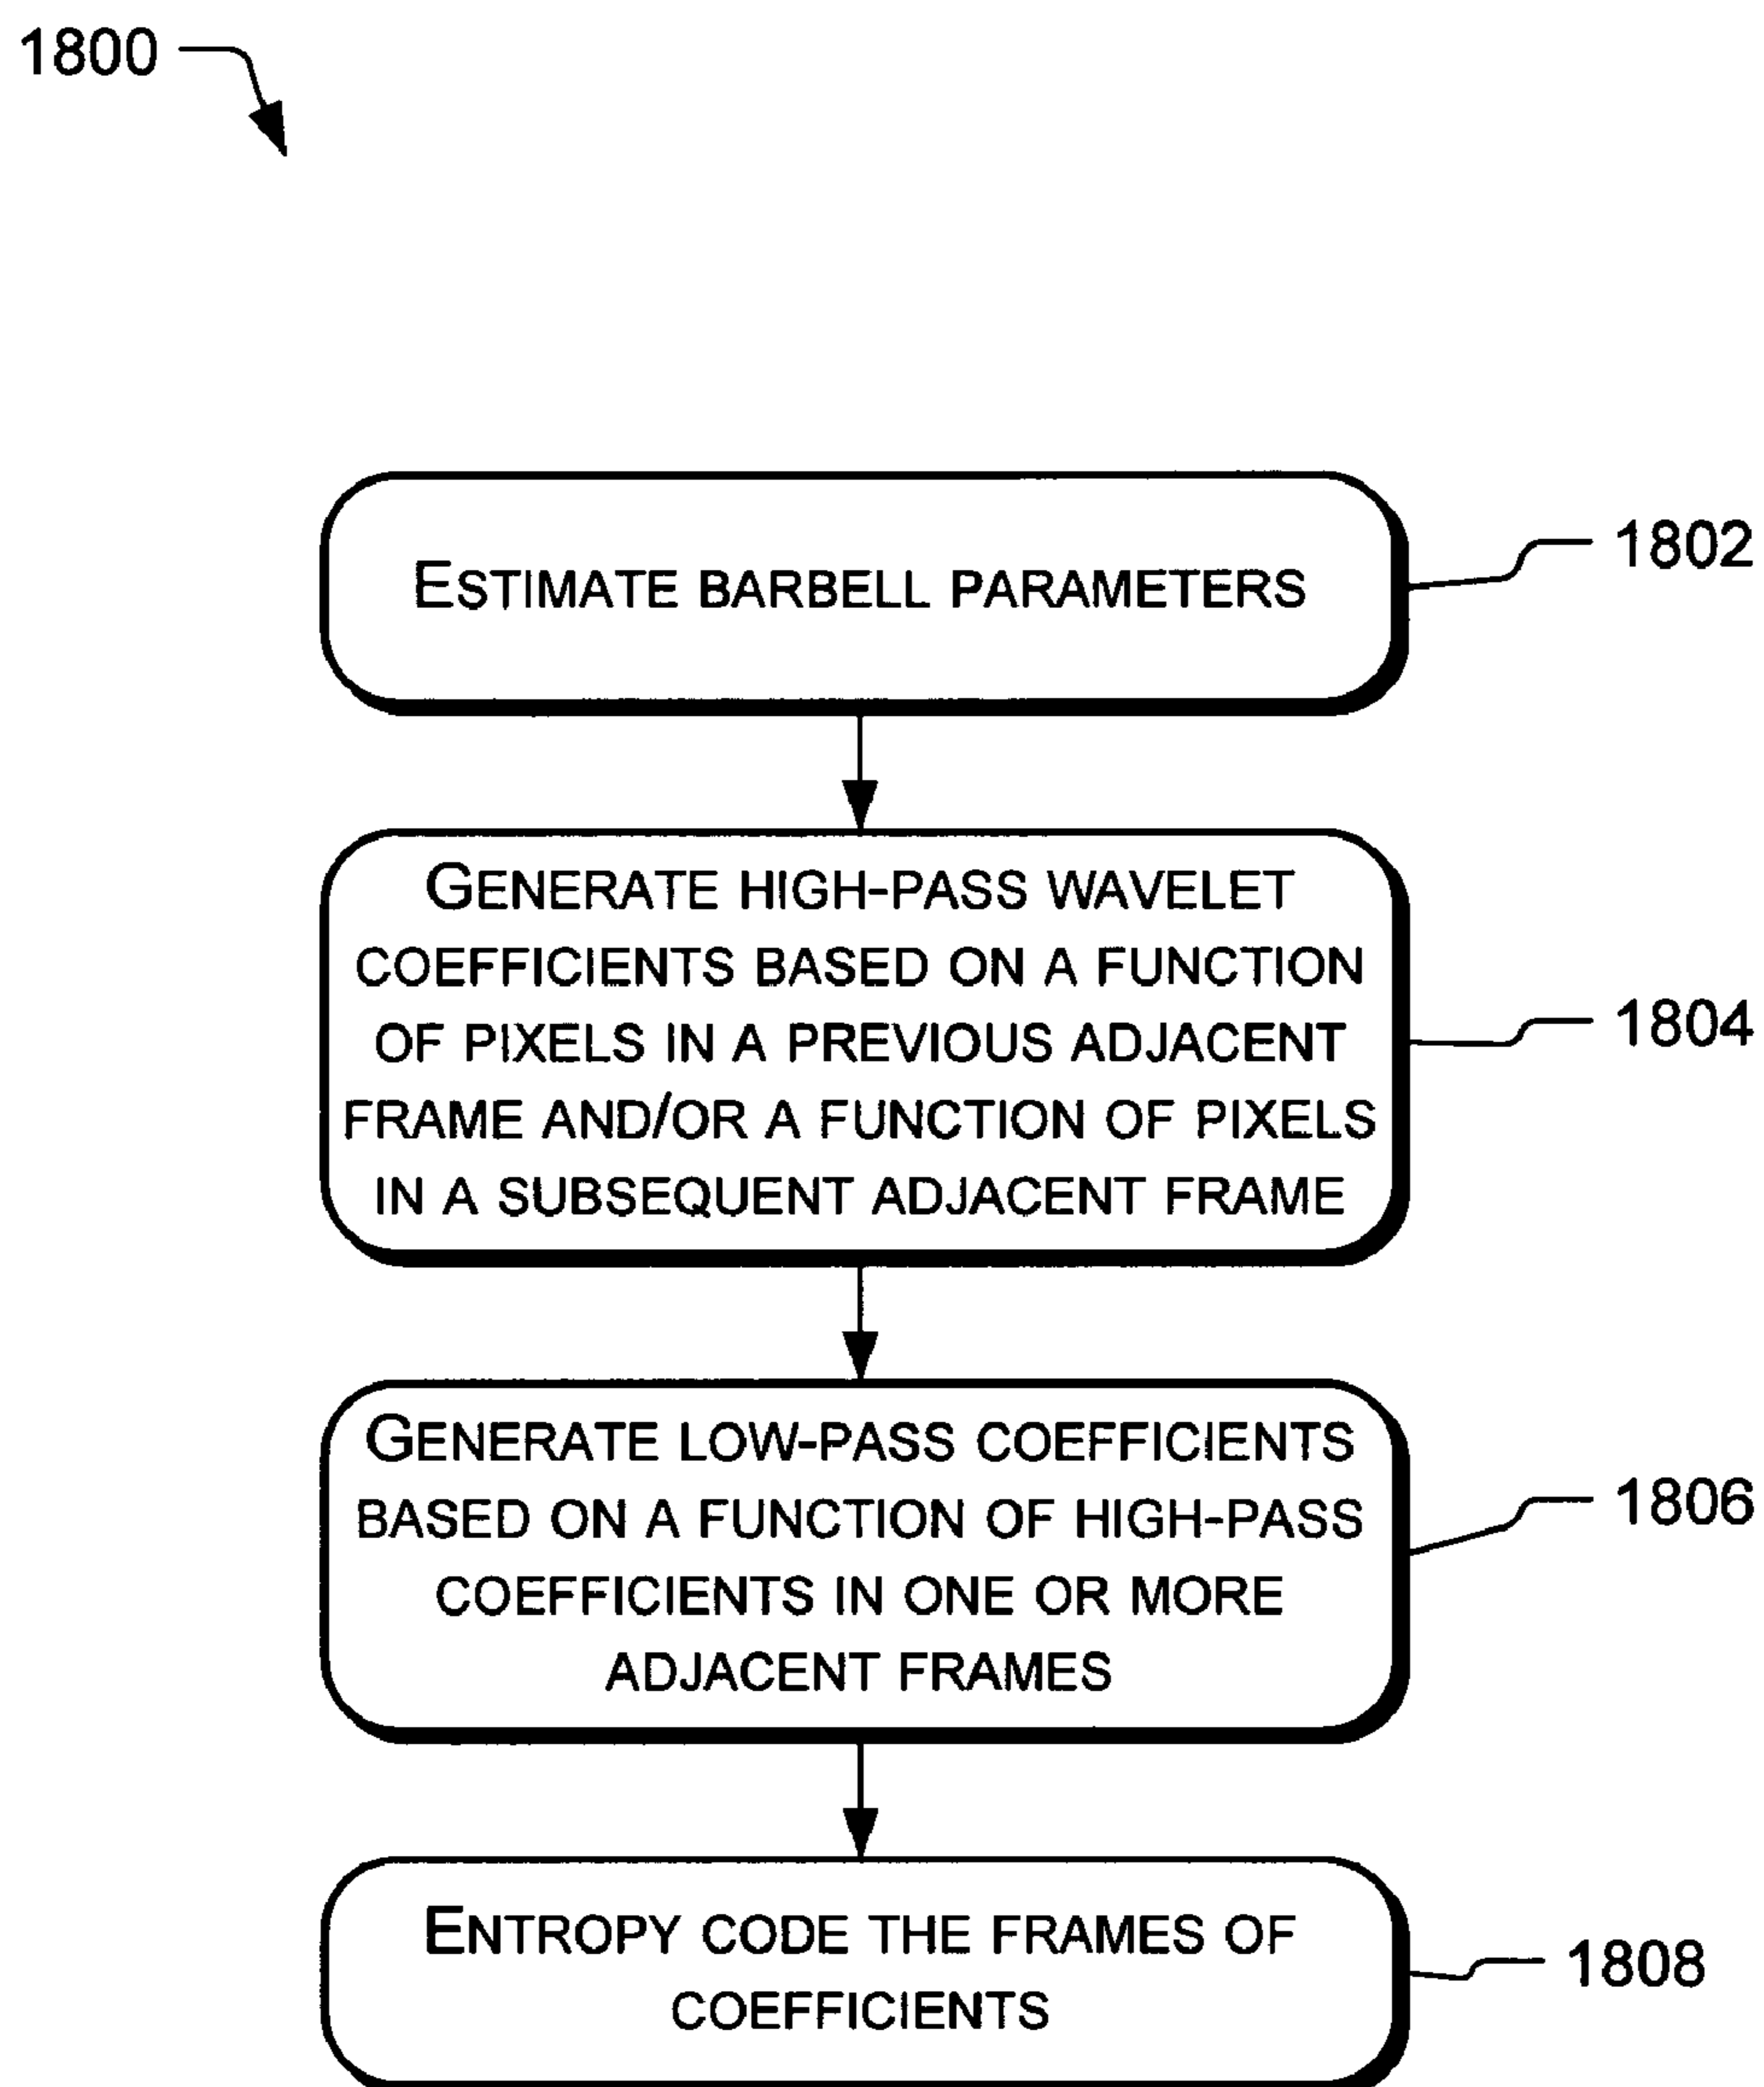 1800
ESTIMATE BARBELL PARAMETERS
1802
GENERATE HIGH-PASS WAVELET
COEFFICIENTS BASED ON A FUNCTION
OF PIXELS IN A PREVIOUS ADJACENT
FRAME AND/OR A FUNCTION OF PIXELS
IN A SUBSEQUENT ADJACENT FRAME
1804
GENERATE LOW-PASS COEFFICIENTS
BASED ON A FUNCTION OF HIGH-PASS
COEFFICIENTS IN ONE OR MORE
ADJACENT FRAMES
1806
ENTROPY CODE THE FRAMES OF
COEFFICIENTS
1808